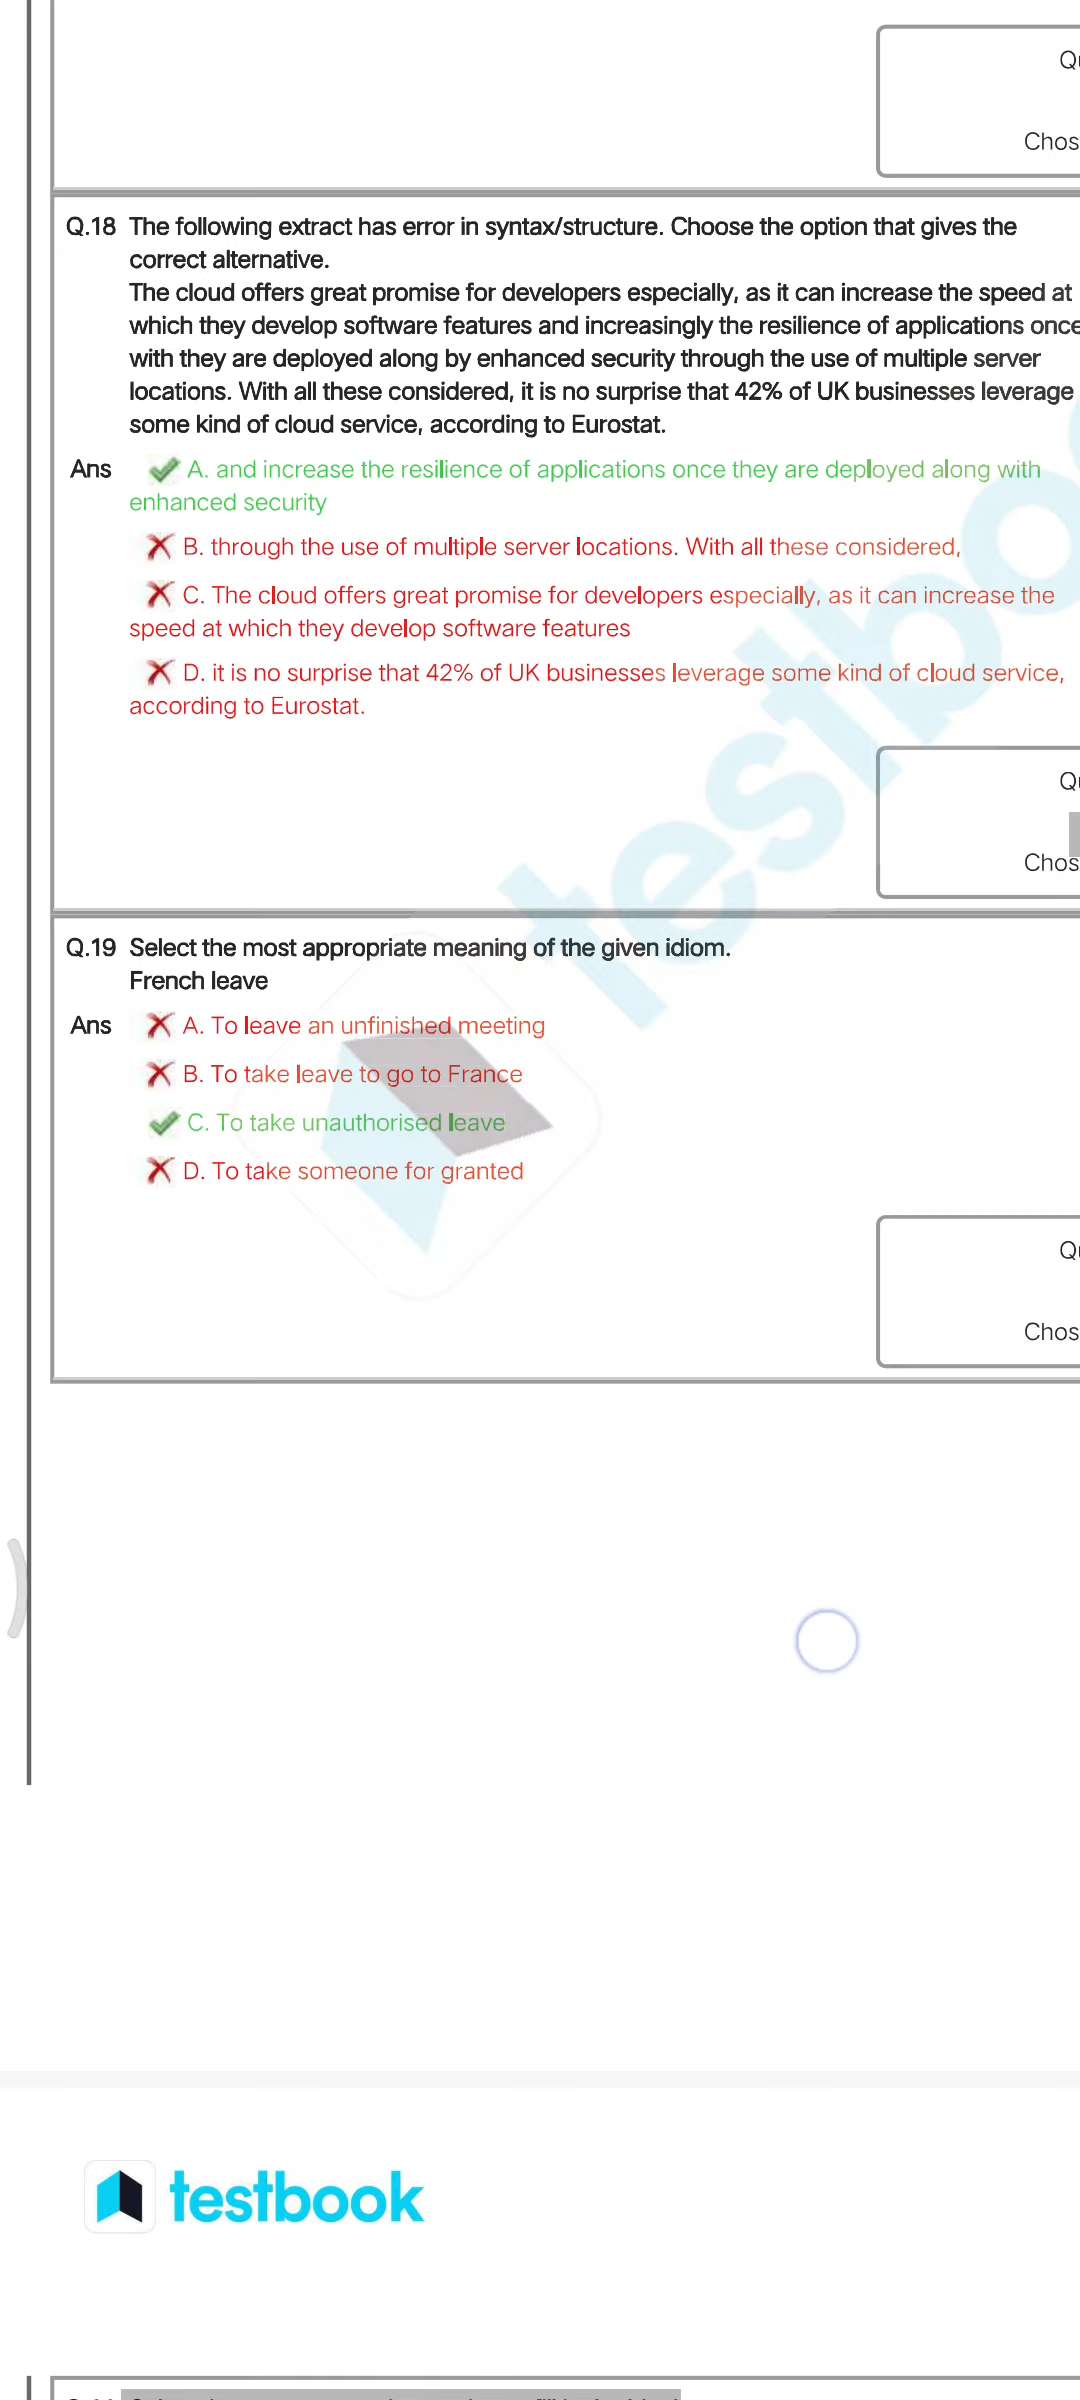 Chos
Q.18 The following extract has error in syntax/structure. Choose the option that gives the
correct alternative.
The cloud offers great promise for developers especially, as it can increase the speed at
which they develop software features and increasingly the resilience of applications once
with they are deployed along by enhanced security through the use of multiple server
locations. With all these considered, it is no surprise that 42% of UK businesses leverage
some kind of cloud service, according to Eurostat.
Ans A. and increase the resilience of applications once they are deployed along with
enhanced security
B. through the use of multiple server locations. With all these considered,
C. The cloud offers great promise for developers especially, as it can increase the
speed at which they develop software features
D. it is no surprise that 42% of UK businesses leverage some kind of cloud service,
according to Eurostat.
Chos
Q.19 Select the most appropriate meaning of the given idiom.
French leave
Ans A. To leave an unfinished meeting
B. To take leave to go to France
C. To take unauthorised leave
D. To take someone for granted
Chos
testbook